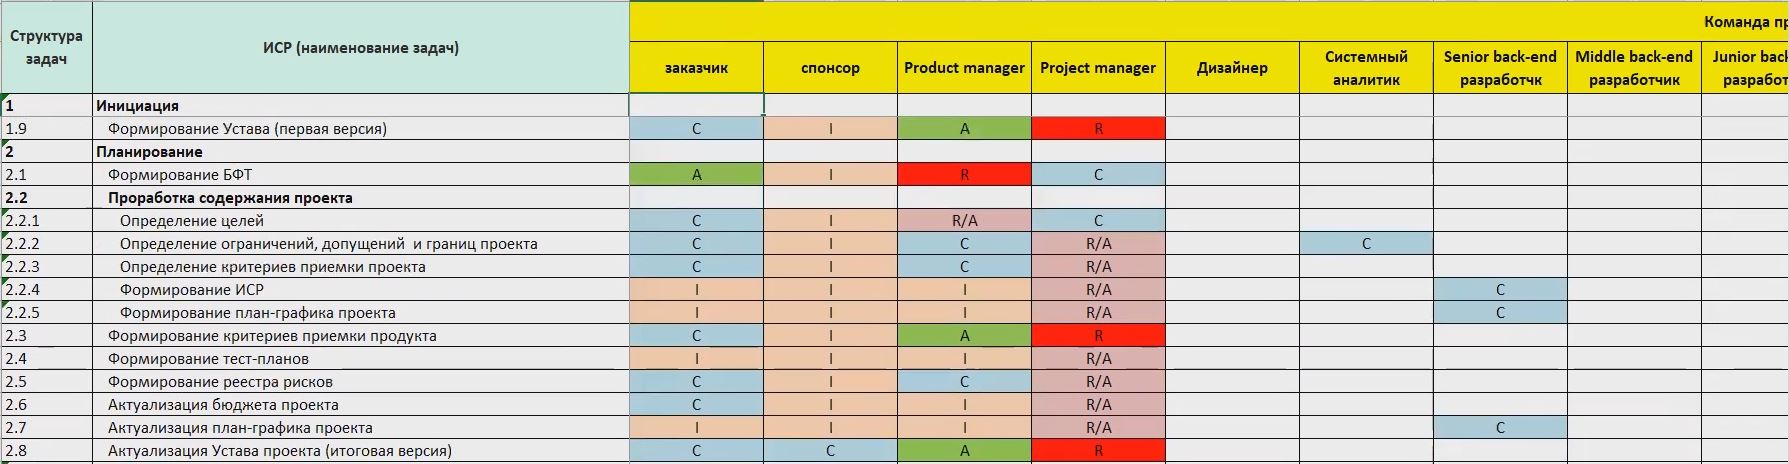 Команда пр
Структура задач ИСР (наименование задач) заказчик спонсор Product manager Project manager Дизайнер Системный аналитик Senior back-end разработчк Middle back-end разработчик Junior back разработ
1 Инициация
1.9 Формирование Устава (первая версия) C I A R
2 Планирование
2.1 Формирование БФТ A I R C
2.2 Проработка содержания проекта
2.2.1 Определение целей C I R/A C
2.2.2 Определение ограничений, допущений и границ проекта C I C R/A C
2.2.3 Определение критериев приемки проекта C I C R/A
2.2.4 Формирование ИСР I I I R/A C
2.2.5 Формирование план-графика проекта I I I R/A C
2.3 Формирование критериев приемки продукта C I A R
2.4 Формирование тест-планов I I I R/A
2.5 Формирование реестра рисков C I C R/A
2.6 Актуализация бюджета проекта C I I R/A
2.7 Актуализация план-графика проекта I I I R/A C
2.8 Актуализация Устава проекта (итоговая версия) C C A R